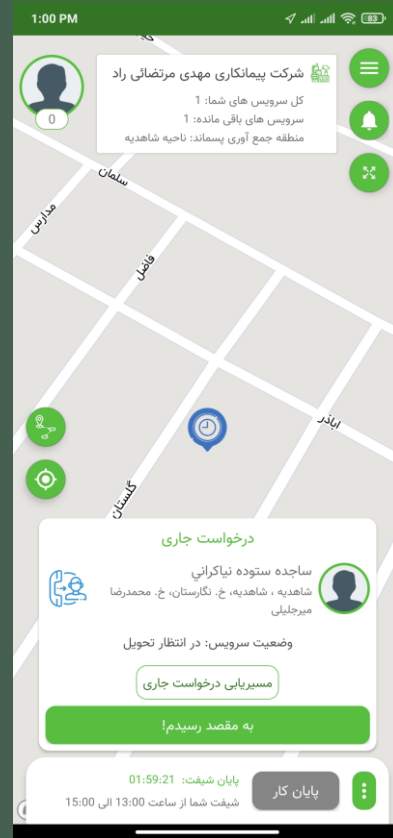 1:00 PM
83
شرکت پیمانکاری مهدی مرتضائی راد
کل سرویس های شما: 1
سرویس های باقی مانده: 1
منطقه جمع آوری پسماند: ناحیه شاهدیه
0
سلمان
مدارس
فاضل
اباذر
گلستان
درخواست جاری
ساجده ستوده نياكراني
شاهدیه ، شاهدیه، خ. نگارستان، خ. محمدرضا
میرجلیلی
وضعیت سرویس: در انتظار تحویل
مسیریابی درخواست جاری
به مقصد رسیدم!
پایان کار
پایان شیفت: 01:59:21
شیفت شما از ساعت 13:00 الی 15:00